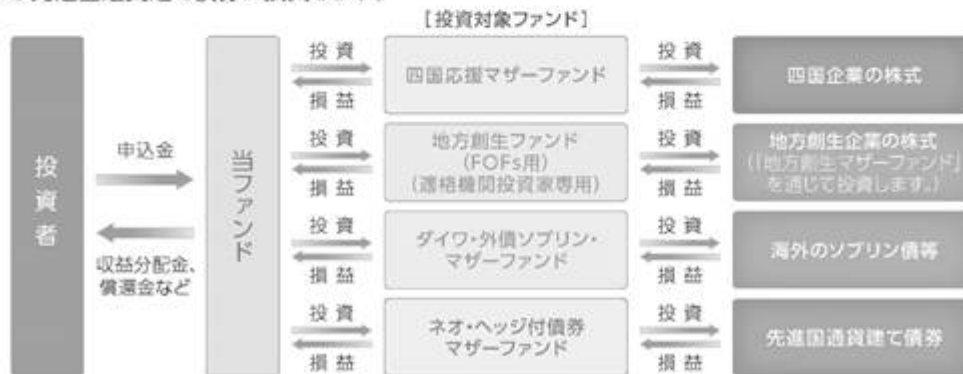 [投資対象ファンド]
投資者
申込金
収益分配金、
償還金など
当ファンド
投資
損益
四国応援マザーファンド
投資
損益
四国企業の株式
投資
損益
地方創生ファンド
(FOFs用)
(適格機関投資家専用)
投資
損益
地方創生企業の株式
(「地方創生マザーファンド」
を通じて投資します。)
投資
損益
ダイワ・外債ソブリン・
マザーファンド
投資
損益
海外のソブリン債等
投資
損益
ネオ・ヘッジ付債券
マザーファンド
投資
損益
先進国通貨建て債券